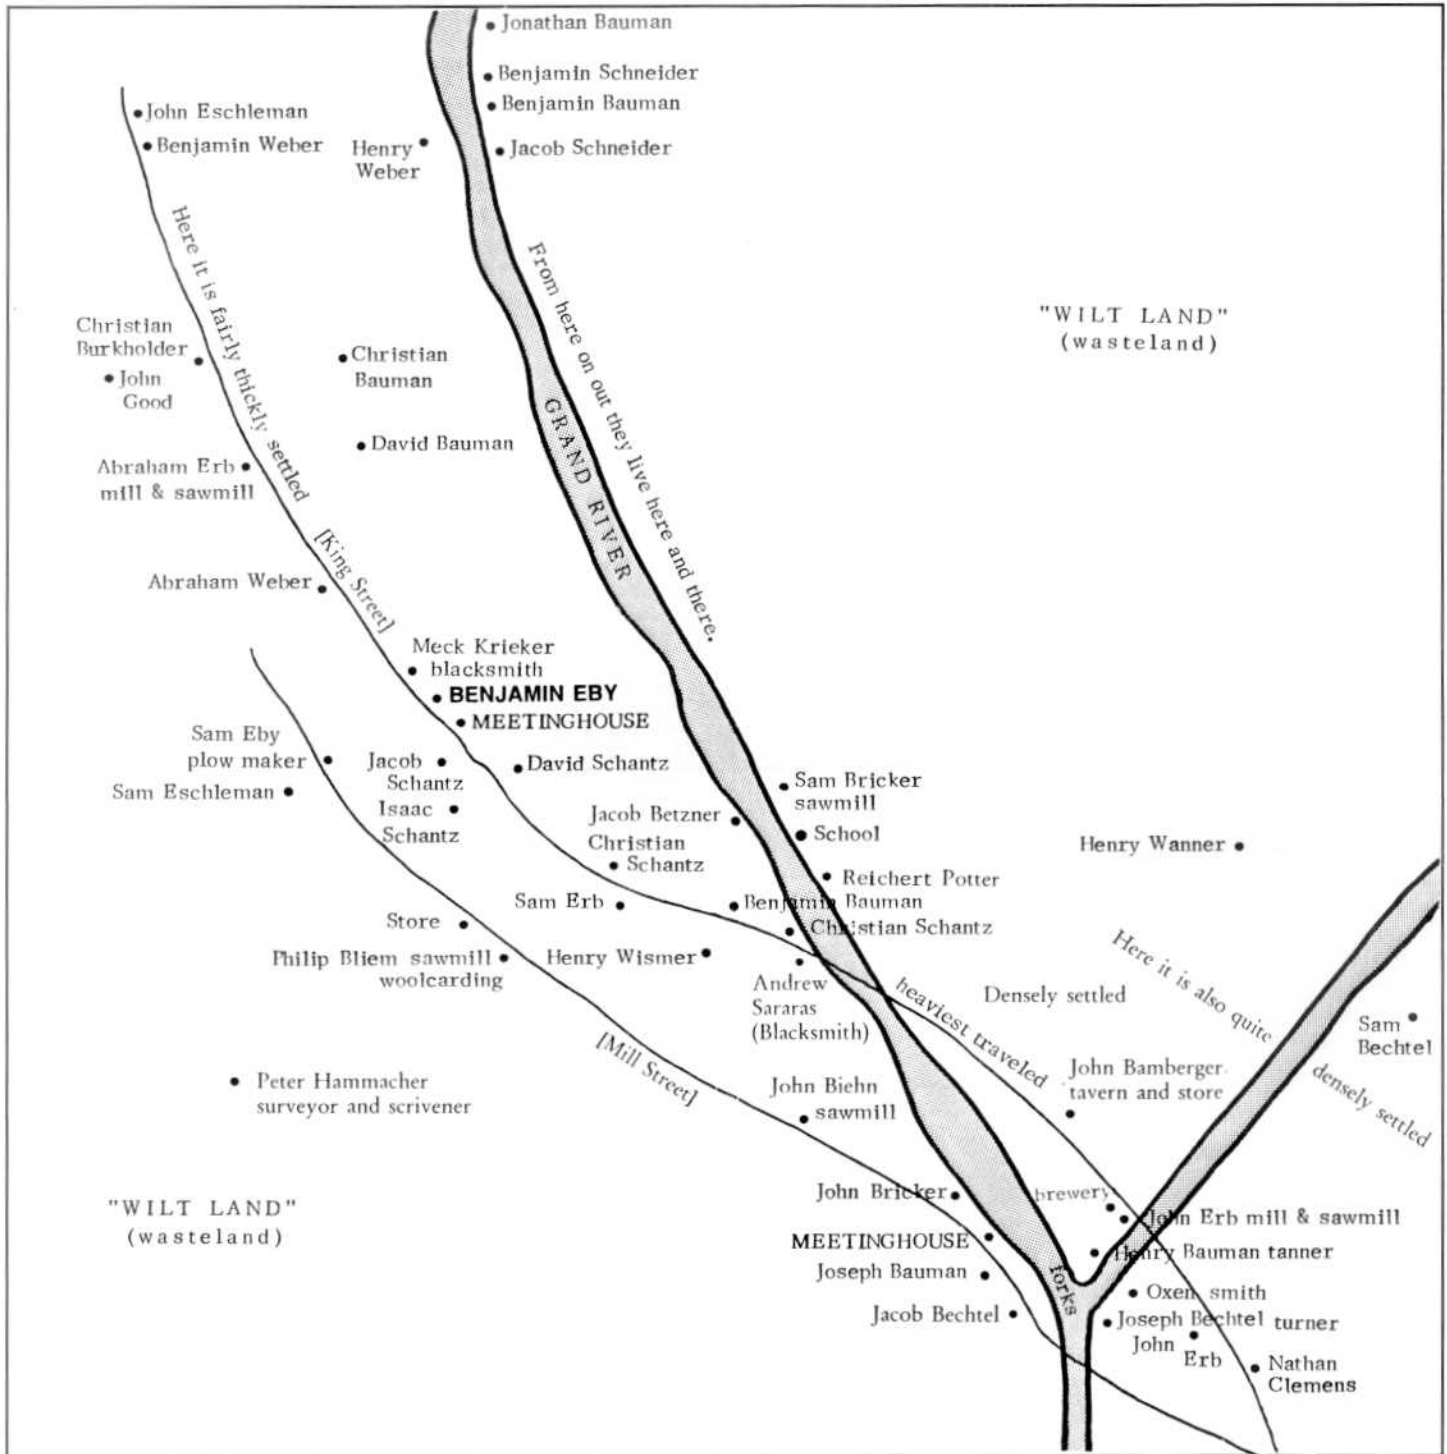 Jonathan Bauman
Benjamin Schneider
Benjamin Bauman
John Eschleman
Benjamin Weber
Henry
Weber
Jacob Schneider
Here it is fairly thickly settled
From here on out they live here and there.
"WILT LAND"
(wasteland)
Christian
Burkholder
John
Good
Christian
Bauman
David Bauman
GRAND RIVER
Abraham Erb
mill & sawmill
[King Street]
Abraham Weber
Meck Krieker
blacksmith
BENJAMIN EBY
MEETINGHOUSE
Sam Eby
plow maker
Jacob
Schantz
David Schantz
Sam Eschleman
Isaac
Schantz
Sam Bricker
sawmill
Jacob Betzner
School
Christian
Schantz
Henry Wanner
Reichert Potter
Sam Erb
Benjamin Bauman
Store
Christian Schantz
Philip Bliem sawmill
woolcarding
Henry Wismer
Andrew
Sararas
(Blacksmith)
heaviest traveled
Densely settled
Here it is also quite
densely settled
Sam
Bechtel
[Mill Street]
Peter Hammacher
surveyor and scrivener
John Biehn
sawmill
John Bamberger
tavern and store
"WILT LAND"
(wasteland)
John Bricker
brewery
John Erb mill & sawmill
MEETINGHOUSE
Henry Bauman tanner
Joseph Bauman
forks
Oxen smith
Jacob Bechtel
Joseph Bechtel turner
John
Erb
Nathan
Clemens